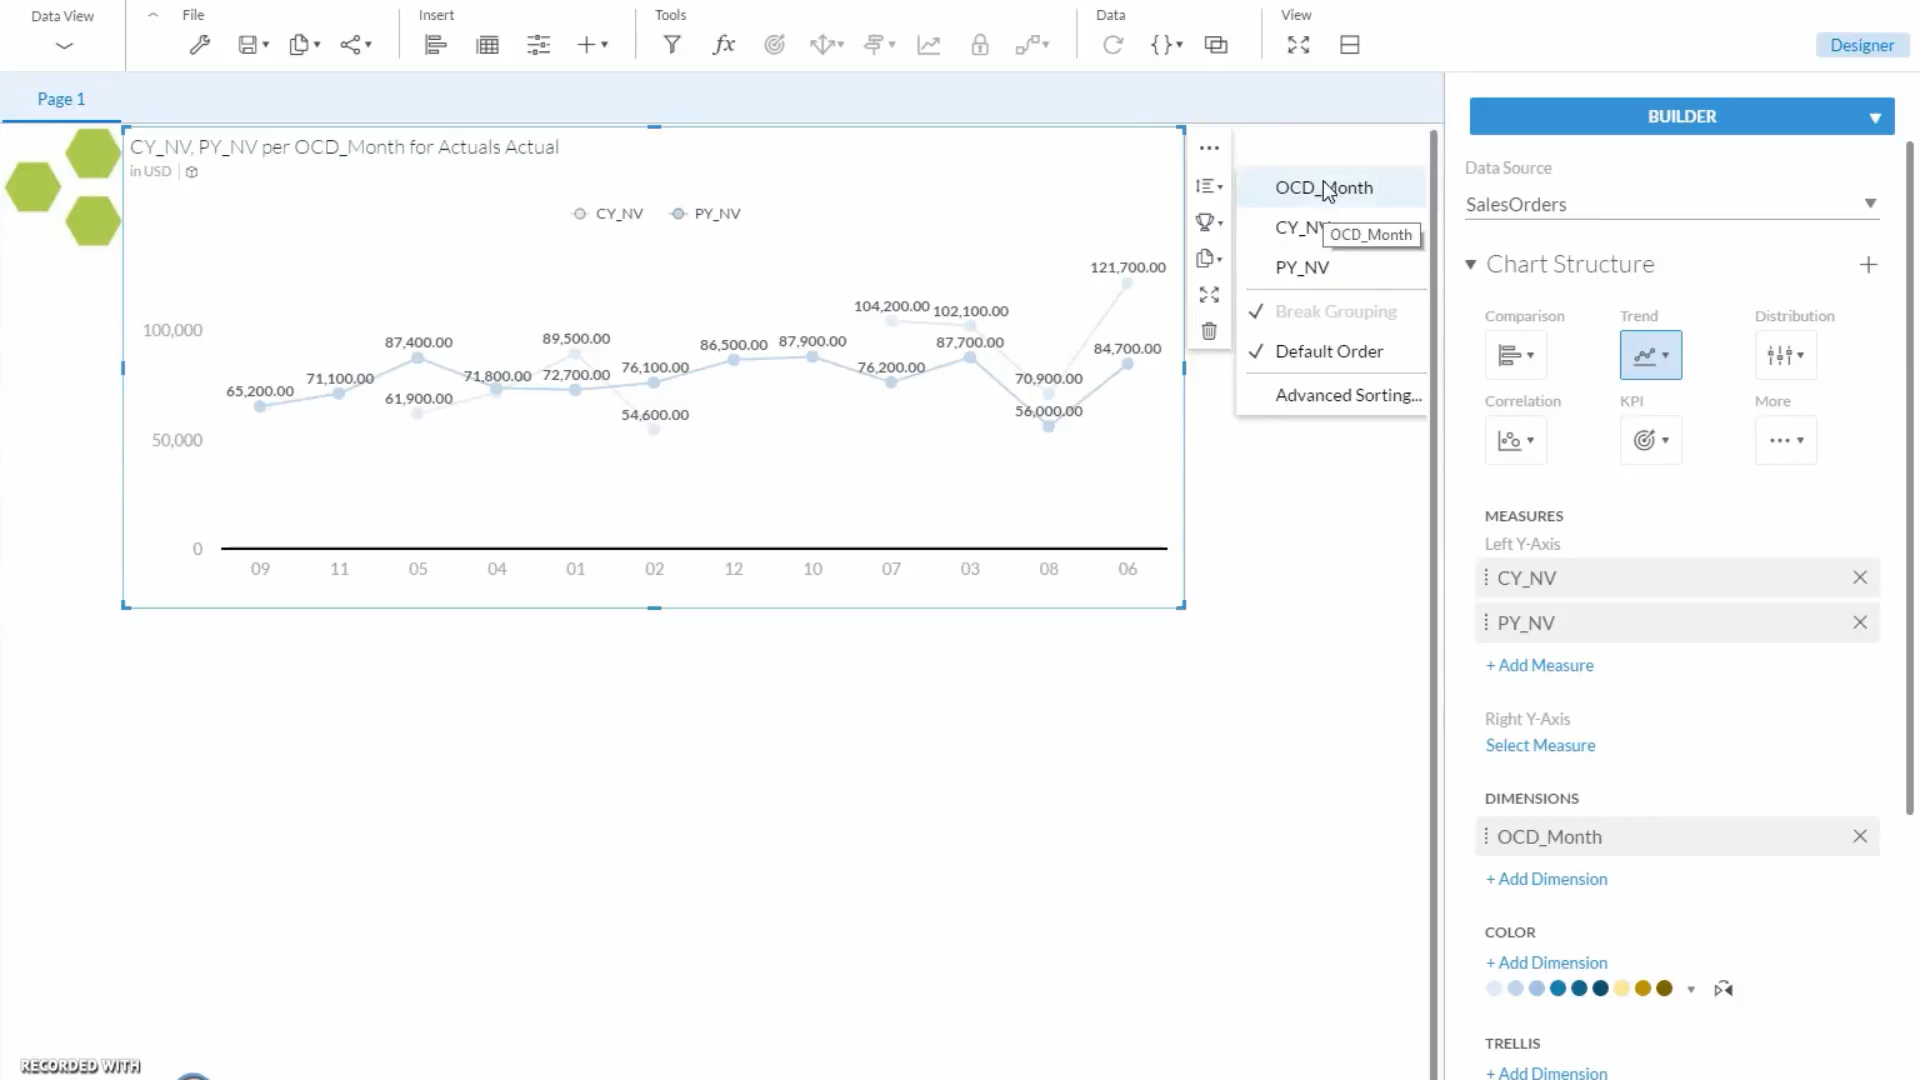 Data View
File
Insert
Tools
Data
View
fx
{}
Designer
Page 1
CY_NV, PY_NV per OCD_Month for Actuals Actual
in USD
CY_NV PY_NV
121,700.00
104,200.00 102,100.00
100,000
87,400.00 89,500.00 86,500.00 87,900.00 87,700.00 84,700.00
65,200.00 71,100.00 71,800.00 72,700.00 76,100.00 76,200.00 70,900.00
61,900.00 54,600.00 56,000.00
50,000
0
09 11 05 04 01 02 12 10 07 03 08 06
OCD_Month
CY_NV
OCD_Month
PY_NV
Break Grouping
Default Order
Advanced Sorting...
BUILDER
Data Source
SalesOrders
Chart Structure
Comparison Trend Distribution
Correlation KPI More
MEASURES
Left Y-Axis
CY_NV
PY_NV
+ Add Measure
Right Y-Axis
Select Measure
DIMENSIONS
OCD_Month
+ Add Dimension
COLOR
+ Add Dimension
TRELLIS
+ Add Dimension
RECORDED WITH